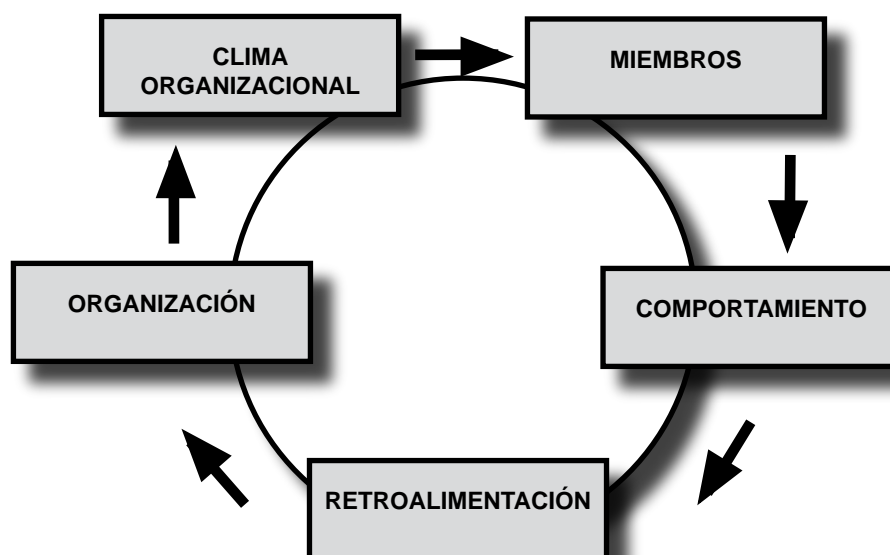 CLIMA
ORGANIZACIONAL
MIEMBROS
ORGANIZACIÓN
COMPORTAMIENTO
RETROALIMENTACIÓN